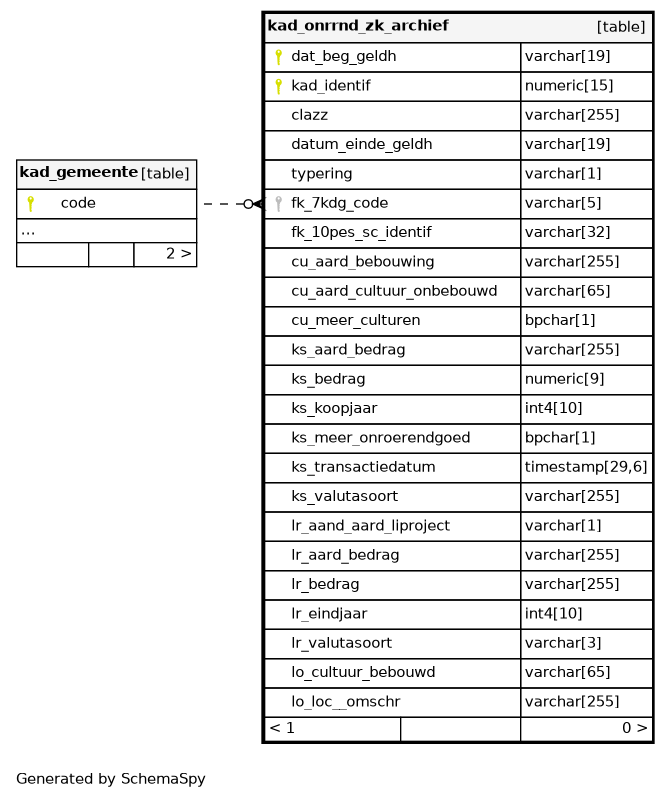 kad_onrrnd_zk_archief [table]
dat_beg_geldh varchar[19]
kad_identif numeric[15]
clazz varchar[255]
datum_einde_geldh varchar[19]
typering varchar[1]
fk_7kdg_code varchar[5]
fk_10pes_sc_identif varchar[32]
cu_aard_bebouwing varchar[255]
cu_aard_cultuur_onbebouwd varchar[65]
cu_meer_culturen bpchar[1]
ks_aard_bedrag varchar[255]
ks_bedrag numeric[9]
ks_koopjaar int4[10]
ks_meer_onroerendgoed bpchar[1]
ks_transactiedatum timestamp[29,6]
ks_valutasoort varchar[255]
lr_aand_aard_liproject varchar[1]
lr_aard_bedrag varchar[255]
lr_bedrag varchar[255]
lr_eindjaar int4[10]
lr_valutasoort varchar[3]
lo_cultuur_bebouwd varchar[65]
lo_loc__omschr varchar[255]
< 1 0 >
kad_gemeente [table]
code
...
2 >
Generated by SchemaSpy